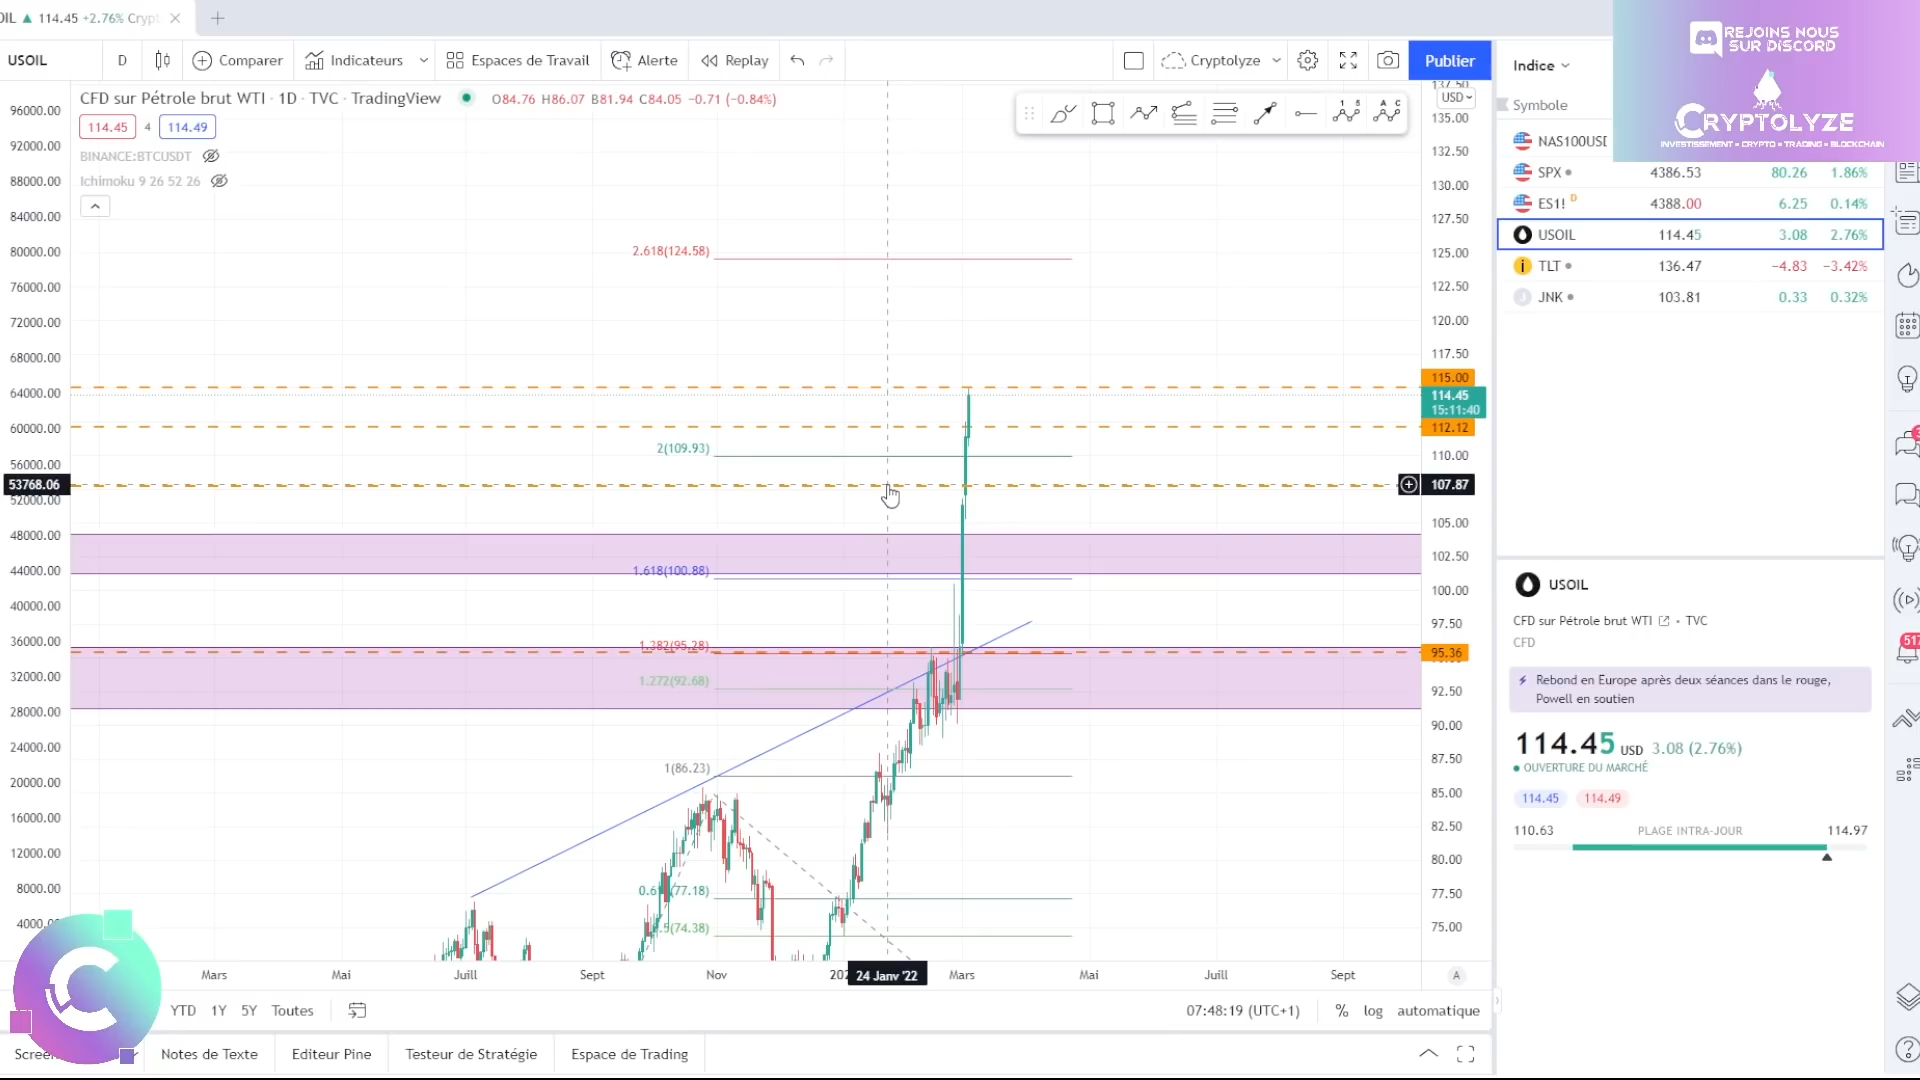 OIL ▲ 114.45 +2.76% Crypt
USOIL
D
Comparer
Indicateurs
Espaces de Travail
Alerte
Replay
Cryptolyze
Publier
CFD sur Pétrole brut WTI · 1D · TVC · TradingView
O84.76 H86.07 B81.94 C84.05 −0.71 (−0.84%)
114.45 4 114.49
BINANCE:BTCUSDT
Ichimoku 9 26 52 26
96000.00
92000.00
88000.00
84000.00
80000.00
76000.00
72000.00
68000.00
64000.00
60000.00
56000.00
53768.06
52000.00
48000.00
44000.00
40000.00
36000.00
32000.00
28000.00
24000.00
20000.00
16000.00
12000.00
8000.00
2.618(124.58)
2(109.93)
1.618(100.88)
1.382(95.28)
1.272(92.68)
1(86.23)
(77.18)
(74.38)
137.50
USD
135.00
132.50
130.00
127.50
125.00
122.50
120.00
117.50
115.00
114.45
15:11:40
112.12
110.00
107.87
105.00
102.50
100.00
97.50
95.36
92.50
90.00
87.50
85.00
82.50
80.00
77.50
75.00
Mars
Mai
Juill
Sept
Nov
24 Janv '22
Mars
Mai
Juill
Sept
A
YTD 1Y 5Y Toutes
07:48:19 (UTC+1)
% log automatique
Notes de Texte
Editeur Pine
Testeur de Stratégie
Espace de Trading
Indice
Symbole
NAS100USD
SPX 4386.53 80.26 1.86%
ES1! D 4388.00 6.25 0.14%
USOIL 114.45 3.08 2.76%
TLT 136.47 −4.83 −3.42%
JNK 103.81 0.33 0.32%
REJOINS NOUS
SUR DISCORD
CRYPTOLYZE
INVESTISSEMENT • CRYPTO • TRADING • BLOCKCHAIN
USOIL
CFD sur Pétrole brut WTI • TVC
CFD
Rebond en Europe après deux séances dans le rouge,
Powell en soutien
114.45 USD 3.08 (2.76%)
OUVERTURE DU MARCHÉ
114.45 114.49
110.63 PLAGE INTRA-JOUR 114.97